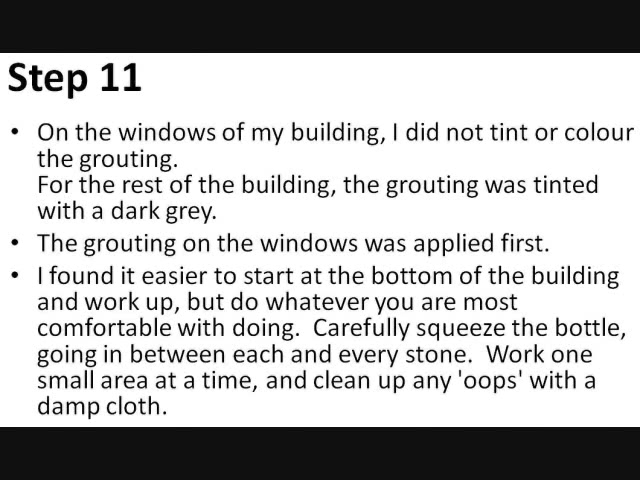 Step 11
• On the windows of my building, I did not tint or colour
the grouting.
For the rest of the building, the grouting was tinted
with a dark grey.
• The grouting on the windows was applied first.
• I found it easier to start at the bottom of the building
and work up, but do whatever you are most
comfortable with doing.  Carefully squeeze the bottle,
going in between each and every stone.  Work one
small area at a time, and clean up any 'oops' with a
damp cloth.